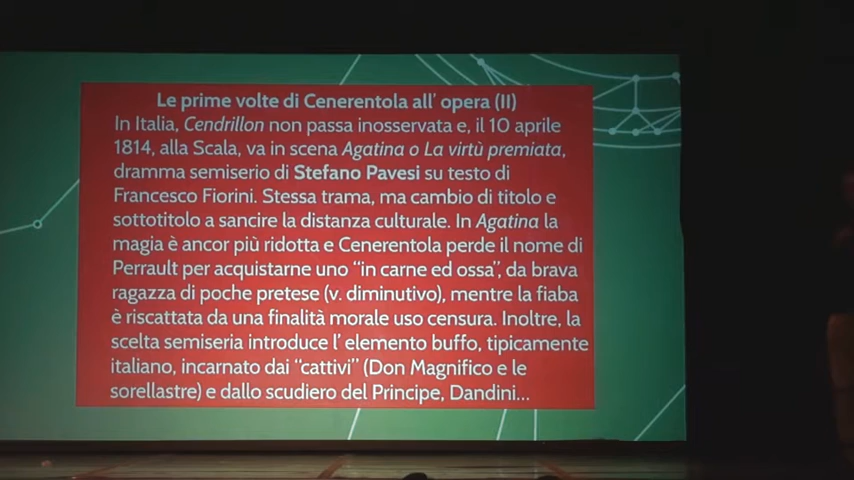 Le prime volte di Cenerentola all' opera (II)
In Italia, Cendrillon non passa inosservata e, il 10 aprile
1814, alla Scala, va in scena Agatina o La virtù premiata,
dramma semiserio di Stefano Pavesi su testo di
Francesco Fiorini. Stessa trama, ma cambio di titolo e
sottotitolo a sancire la distanza culturale. In Agatina la
magia è ancor più ridotta e Cenerentola perde il nome di
Perrault per acquistarne uno “in carne ed ossa”, da brava
ragazza di poche pretese (v. diminutivo), mentre la fiaba
è riscattata da una finalità morale uso censura. Inoltre, la
scelta semiseria introduce l' elemento buffo, tipicamente
italiano, incarnato dai “cattivi” (Don Magnifico e le
sorellastre) e dallo scudiero del Principe, Dandini...